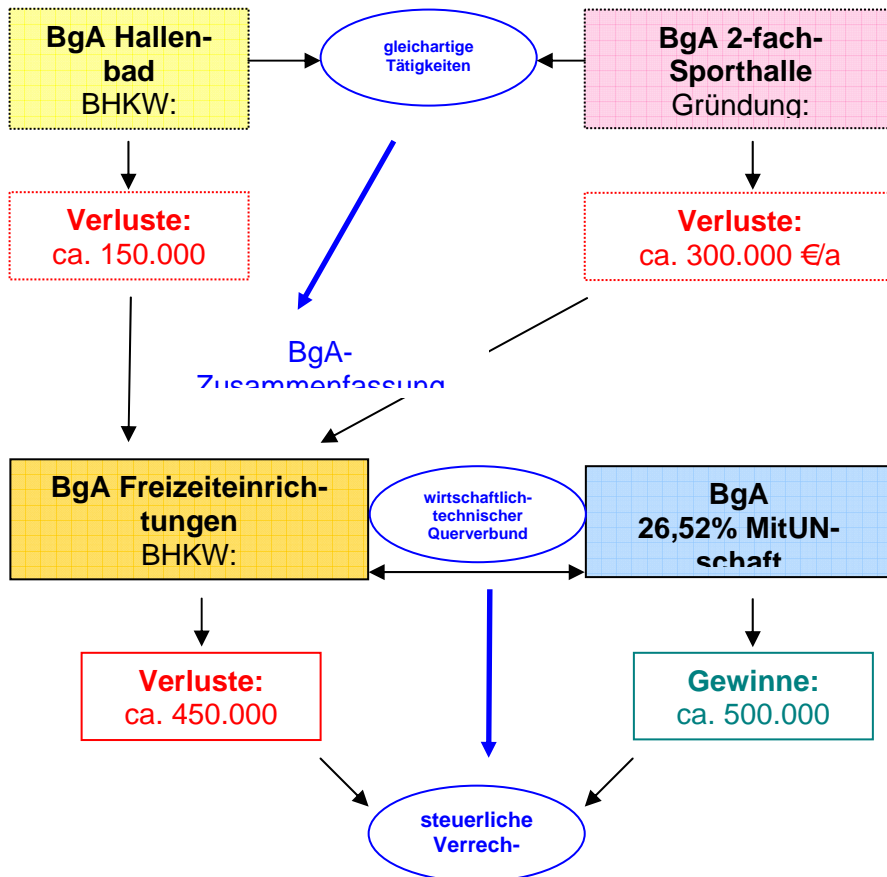 BgA Hallen-
bad
BHKW:
gleichartige
Tätigkeiten
BgA 2-fach-
Sporthalle
Gründung:
Verluste:
ca. 150.000
Verluste:
ca. 300.000 €/a
BgA-
Zusammenfassung
BgA Freizeiteinrich-
tungen
BHKW:
wirtschaftlich-
technischer
Querverbund
BgA
26,52% MitUN-
schaft
Verluste:
ca. 450.000
Gewinne:
ca. 500.000
steuerliche
Verrech-